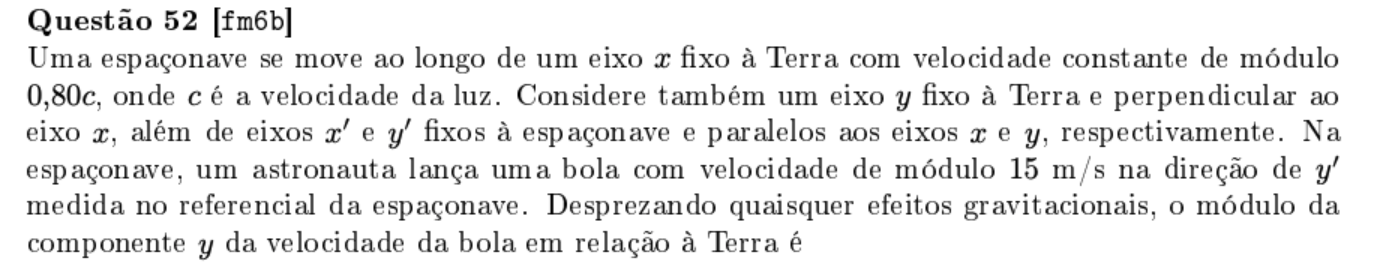 Questão 52 [fm6b]
Uma espaçonave se move ao longo de um eixo x fixo à Terra com velocidade constante de módulo
0,80c, onde c é a velocidade da luz. Considere também um eixo y fixo à Terra e perpendicular ao
eixo x, além de eixos x′ e y′ fixos à espaçonave e paralelos aos eixos x e y, respectivamente. Na
espaçonave, um astronauta lança uma bola com velocidade de módulo 15 m/s na direção de y′
medida no referencial da espaçonave. Desprezando quaisquer efeitos gravitacionais, o módulo da
componente y da velocidade da bola em relação à Terra é